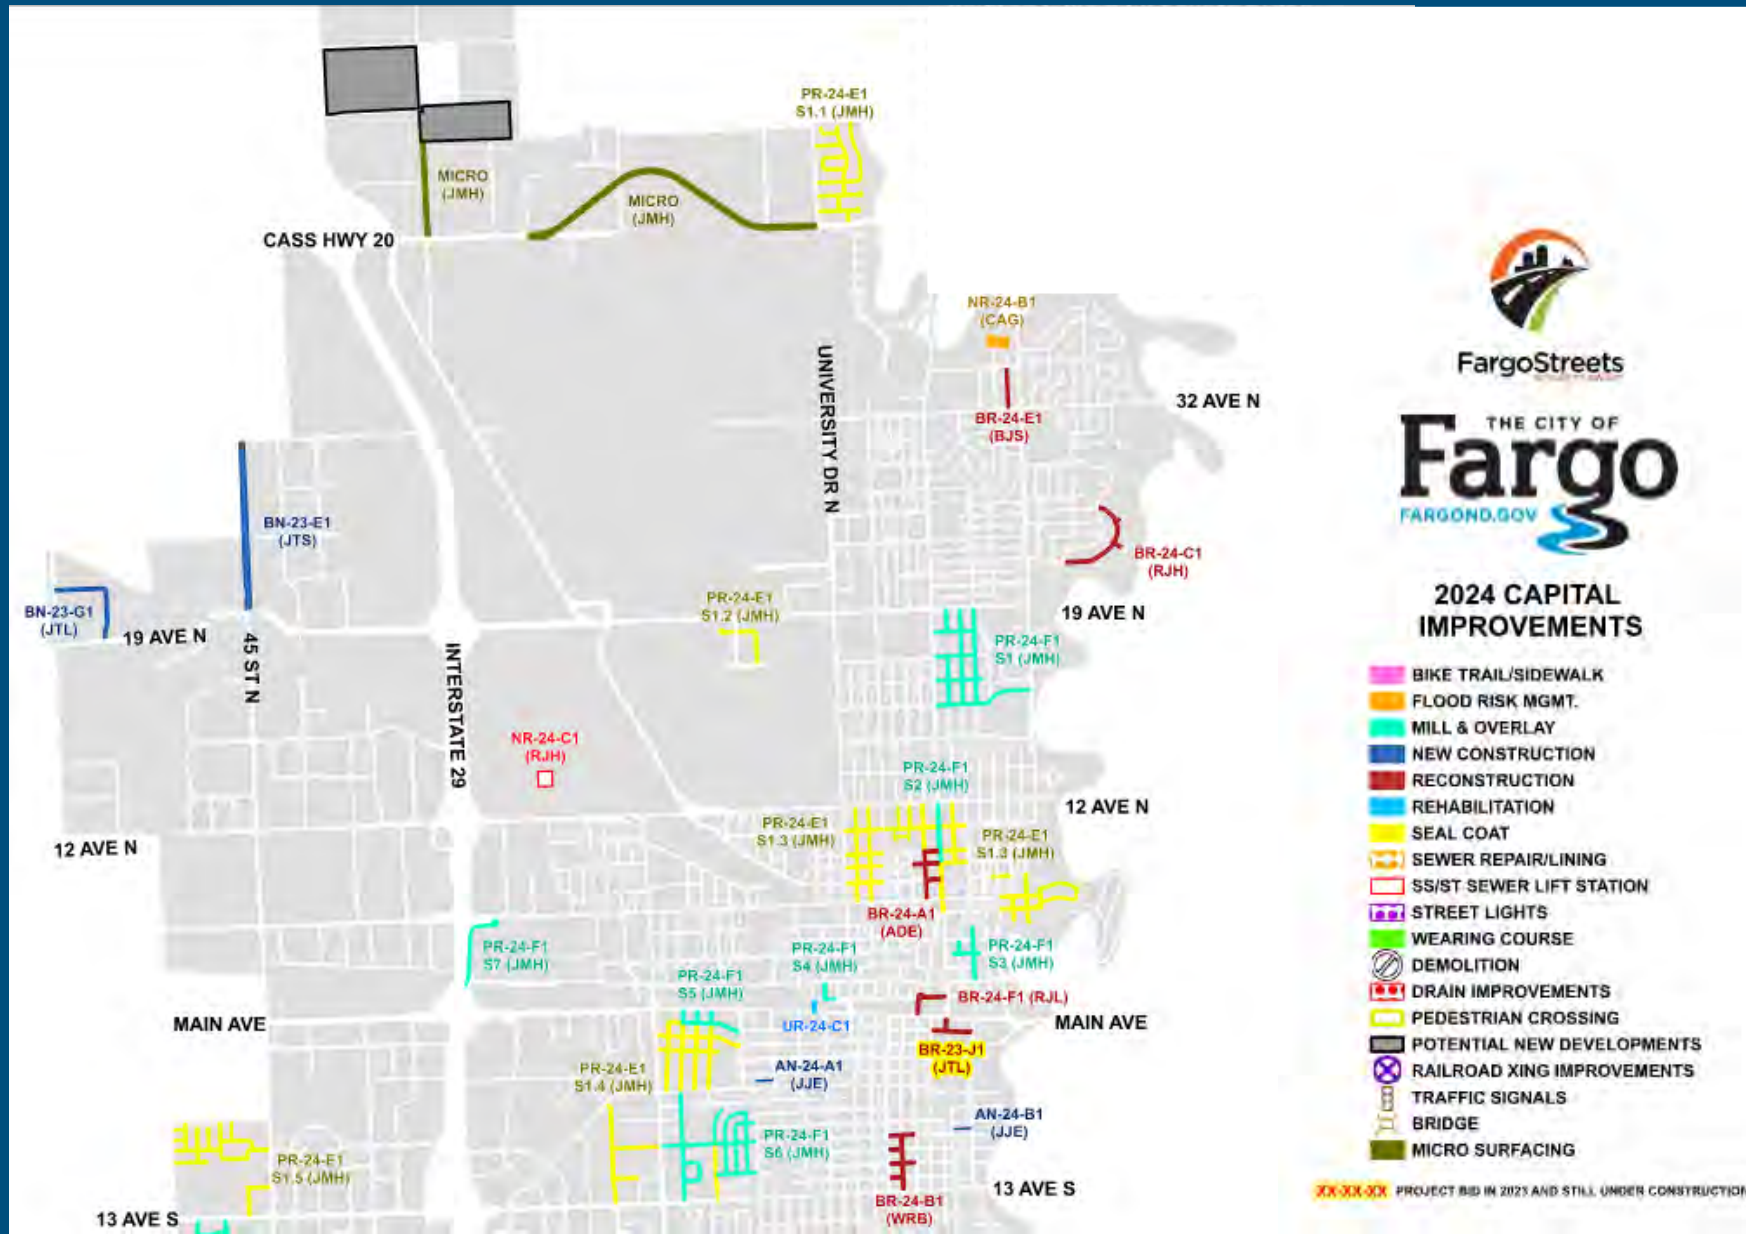 PR-24-E1
S1.1 (JMH)
MICRO
(JMH)
MICRO
(JMH)
CASS HWY 20
NR-24-B1
(CAG)
UNIVERSITY DR N
32 AVE N
BR-24-E1
(BJS)
BN-23-E1
(JTS)
BR-24-C1
(RJH)
BN-23-G1
(JTL)
19 AVE N
45 ST N
INTERSTATE 29
PR-24-E1
S1.2 (JMH)
19 AVE N
PR-24-F1
S1 (JMH)
NR-24-C1
(RJH)
PR-24-F1
S2 (JMH)
12 AVE N
12 AVE N
PR-24-E1
S1.3 (JMH)
PR-24-E1
S1.3 (JMH)
BR-24-A1
(ADE)
PR-24-F1
S7 (JMH)
PR-24-F1
S4 (JMH)
PR-24-F1
S3 (JMH)
PR-24-F1
S5 (JMH)
BR-24-F1 (RJL)
MAIN AVE
UR-24-C1
MAIN AVE
BR-23-J1
(JTL)
PR-24-E1
S1.4 (JMH)
AN-24-A1
(JJE)
AN-24-B1
(JJE)
PR-24-F1
S6 (JMH)
PR-24-E1
S1.5 (JMH)
BR-24-B1
(WRB)
13 AVE S
13 AVE S
FargoStreets
THE CITY OF
Fargo
FARGOND.GOV
2024 CAPITAL
IMPROVEMENTS
BIKE TRAIL/SIDEWALK
FLOOD RISK MGMT.
MILL & OVERLAY
NEW CONSTRUCTION
RECONSTRUCTION
REHABILITATION
SEAL COAT
SEWER REPAIR/LINING
SS/ST SEWER LIFT STATION
STREET LIGHTS
WEARING COURSE
DEMOLITION
DRAIN IMPROVEMENTS
PEDESTRIAN CROSSING
POTENTIAL NEW DEVELOPMENTS
RAILROAD XING IMPROVEMENTS
TRAFFIC SIGNALS
BRIDGE
MICRO SURFACING
XX-XX-XX PROJECT BID IN 2023 AND STILL UNDER CONSTRUCTION